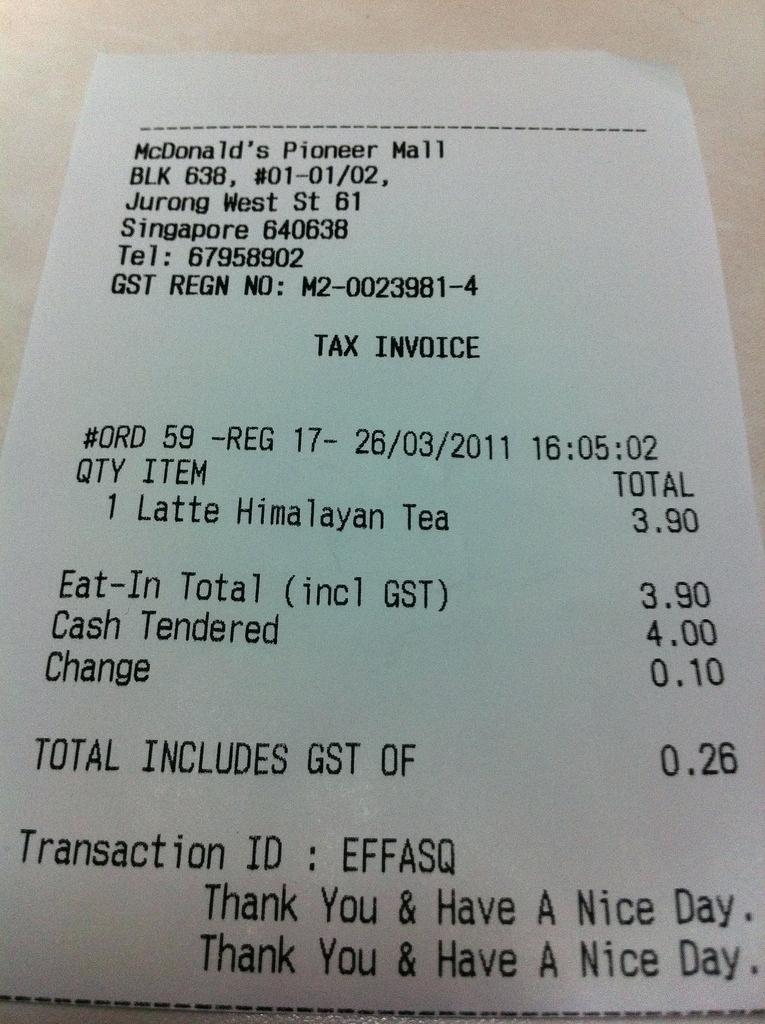 McDonald's Pioneer Mall
BLK 638, #01-01/02,
Jurong West St 61
Singapore 640638
Tel: 67958902
GST REGN NO: M2-0023981-4
TAX INVOICE
#ORD 59 -REG 17- 26/03/2011 16:05:02
QTY ITEM TOTAL
1 Latte Himalayan Tea 3.90
Eat-In Total (incl GST) 3.90
Cash Tendered 4.00
Change 0.10
TOTAL INCLUDES GST OF 0.26
Transaction ID : EFFASQ
Thank You & Have A Nice Day.
Thank You & Have A Nice Day.